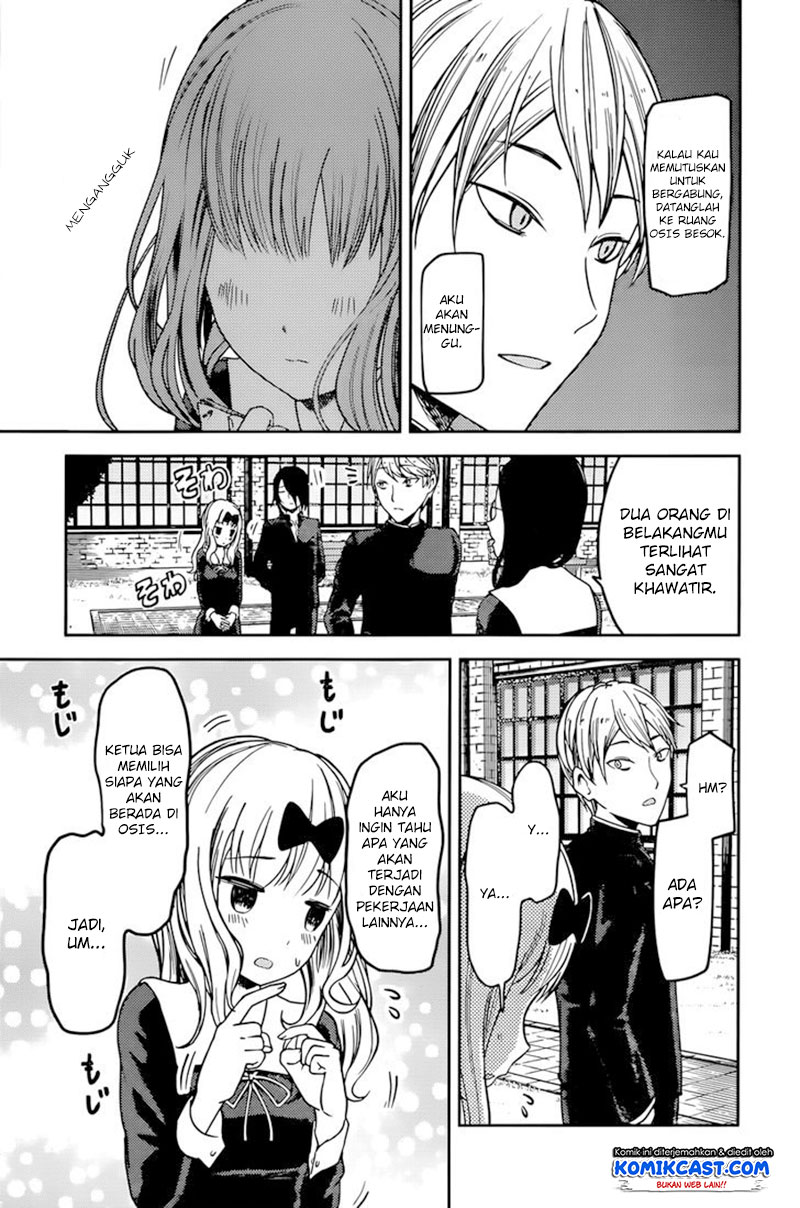 KALAU KAU
MEMUTUSKAN
UNTUK
BERGABUNG,
DATANGLAH
KE RUANG
OSIS BESOK.
AKU
AKAN
MENUNG-
GU.
MENGANGGUK
DUA ORANG DI
BELAKANGMU
TERLIHAT
SANGAT
KHAWATIR.
そわ
そわ
HM?
ADA
APA?
Y...
YA...
AKU
HANYA
INGIN TAHU
APA YANG
AKAN
TERJADI
DENGAN
PEKERJAAN
LAINNYA...
KETUA BISA
MEMILIH
SIAPA YANG
AKAN
BERADA DI
OSIS...
JADI,
UM...
もじ
もじ
もじ
Komik ini diterjemahkan & diedit oleh
KOMIKCAST.COM
BUKAN WEB LAIN!!